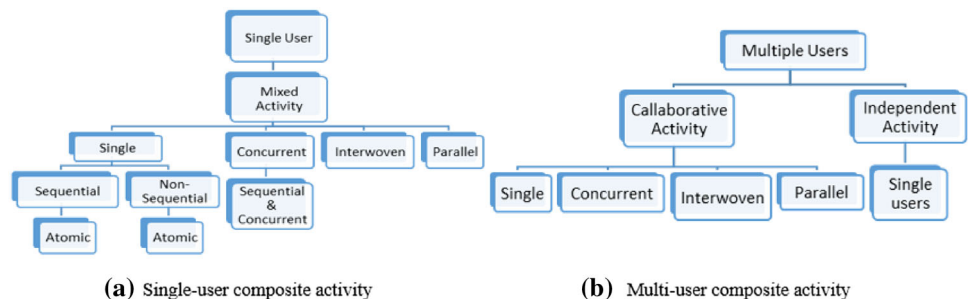 Single User
Mixed
Activity
Single
Concurrent
Interwoven
Parallel
Sequential
Non-
Sequential
Sequential
&
Concurrent
Atomic
Atomic
(a) Single-user composite activity
Multiple Users
Callaborative
Activity
Independent
Activity
Single
Concurrent
Interwoven
Parallel
Single
users
(b) Multi-user composite activity